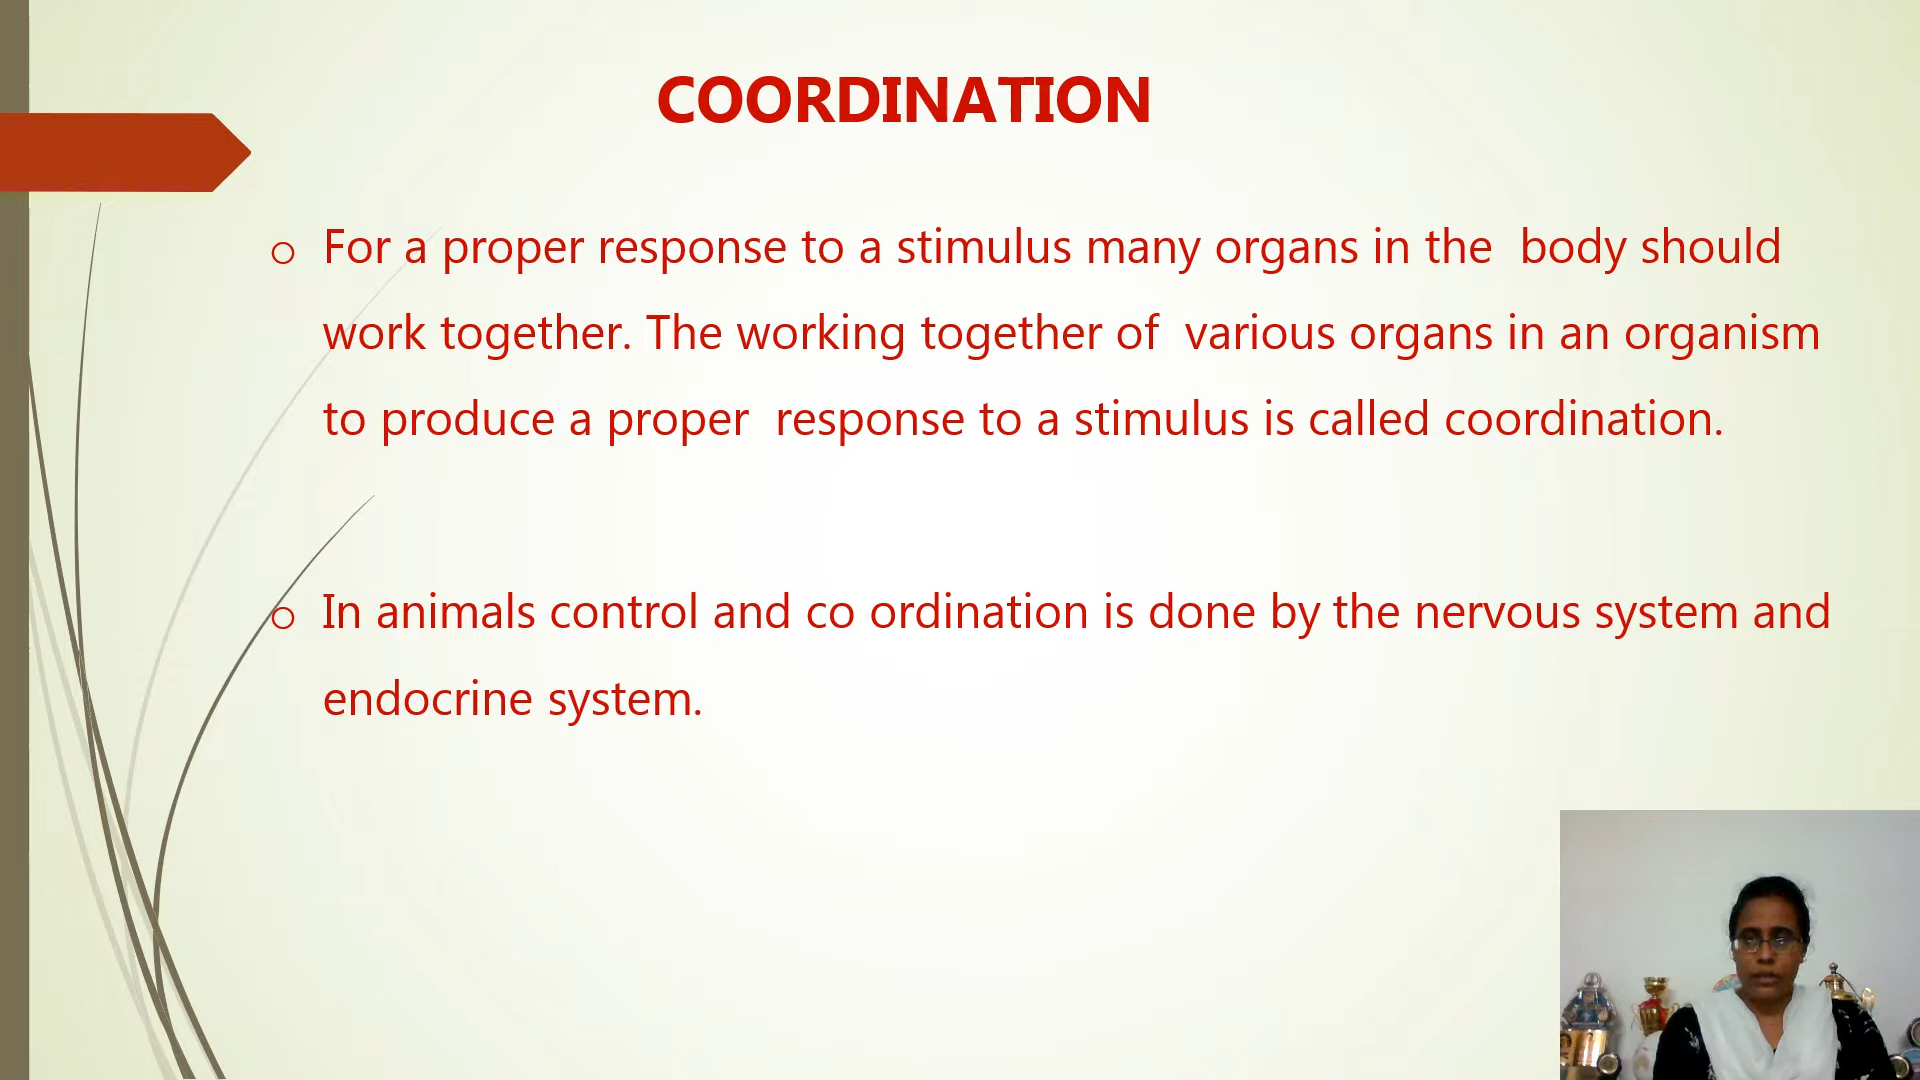 COORDINATION
o For a proper response to a stimulus many organs in the  body should
work together. The working together of  various organs in an organism
to produce a proper  response to a stimulus is called coordination.
o In animals control and co ordination is done by the nervous system and
endocrine system.